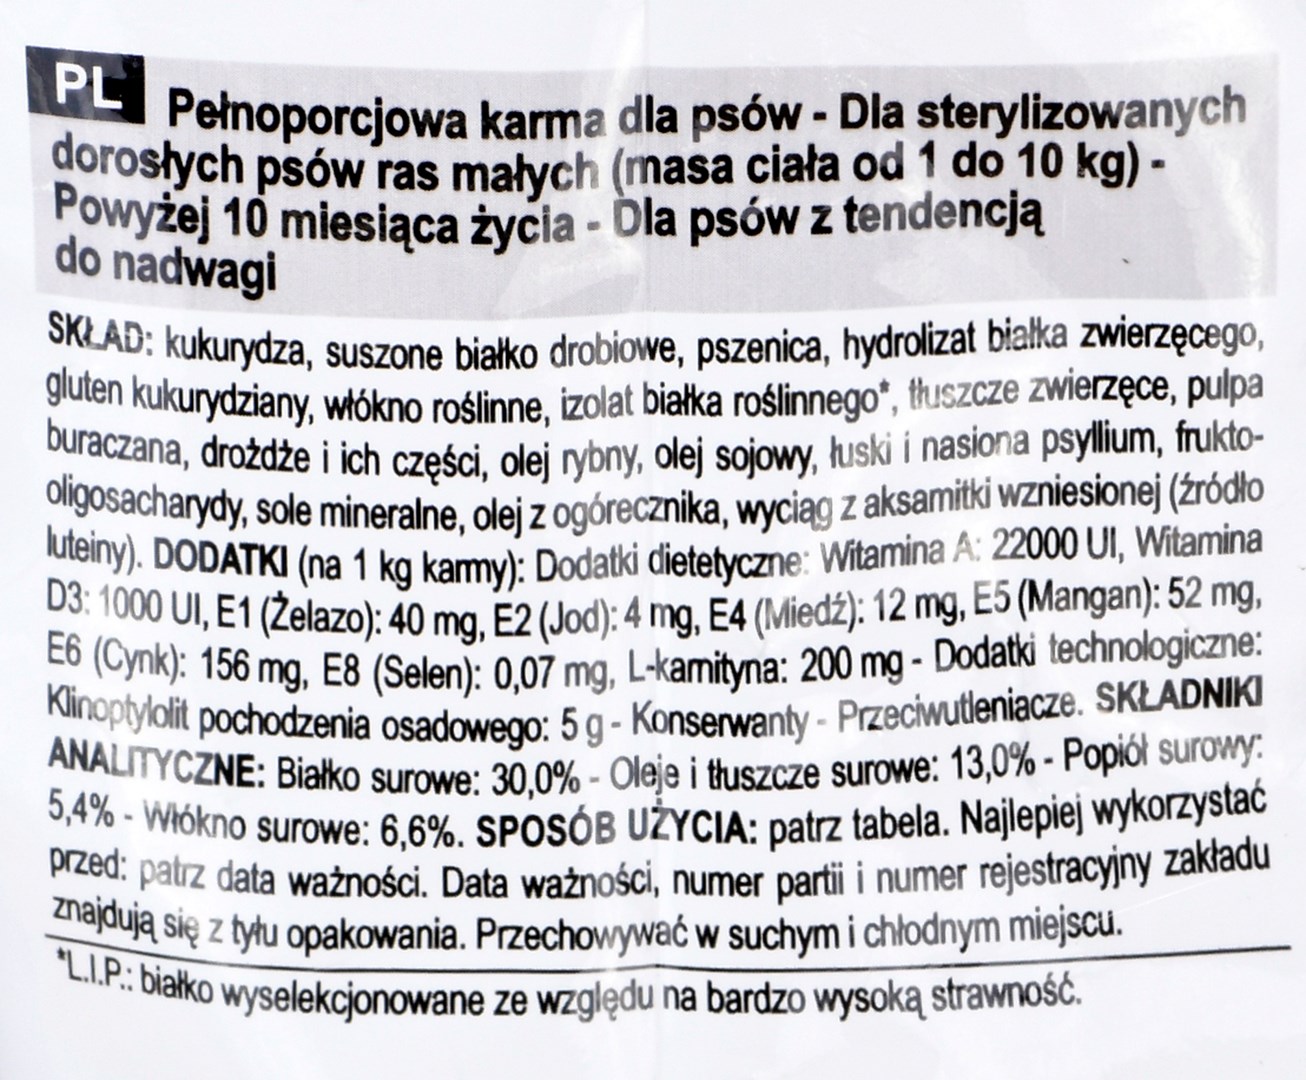 PL
Pełnoporcjowa karma dla psów - Dla sterylizowanych
dorosłych psów ras małych (masa ciała od 1 do 10 kg) -
Powyżej 10 miesiąca życia - Dla psów z tendencją
do nadwagi
SKŁAD: kukurydza, suszone białko drobiowe, pszenica, hydrolizat białka zwierzęcego,
gluten kukurydziany, włókno roślinne, izolat białka roślinnego*, tłuszcze zwierzęce, pulpa
buraczana, drożdże i ich części, olej rybny, olej sojowy, łuski i nasiona psyllium, frukto-
oligosacharydy, sole mineralne, olej z ogórecznika, wyciąg z aksamitki wzniesionej (źródło
luteiny). DODATKI (na 1 kg karmy): Dodatki dietetyczne: Witamina A: 22000 UI, Witamina
D3: 1000 UI, E1 (Żelazo): 40 mg, E2 (Jod): 4 mg, E4 (Miedź): 12 mg, E5 (Mangan): 52 mg,
E6 (Cynk): 156 mg, E8 (Selen): 0,07 mg, L-karnityna: 200 mg - Dodatki technologiczne:
Klinoptylolit pochodzenia osadowego: 5 g - Konserwanty - Przeciwutleniacze. SKŁADNIKI
ANALITYCZNE: Białko surowe: 30,0% - Oleje i tłuszcze surowe: 13,0% - Popiół surowy:
5,4% - Włókno surowe: 6,6%. SPOSÓB UŻYCIA: patrz tabela. Najlepiej wykorzystać
przed: patrz data ważności. Data ważności, numer partii i numer rejestracyjny zakładu
znajdują się z tyłu opakowania. Przechowywać w suchym i chłodnym miejscu.
*L.I.P.: białko wyselekcjonowane ze względu na bardzo wysoką strawność.